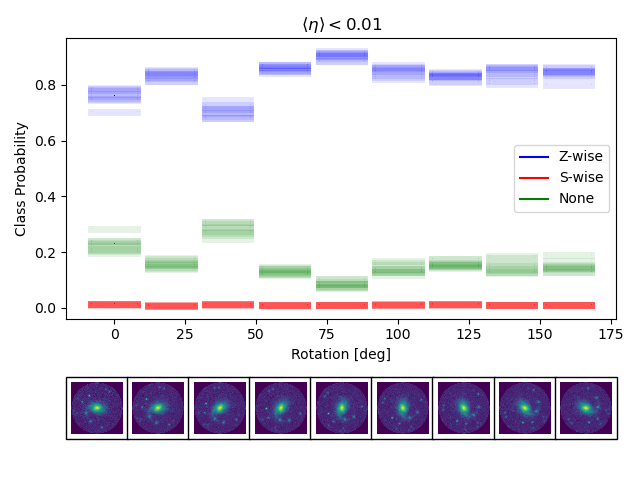 ⟨η⟩ < 0.01
Class Probability
0.8
0.6
0.4
0.2
0.0
Z-wise
S-wise
None
0 25 50 75 100 125 150 175
Rotation [deg]